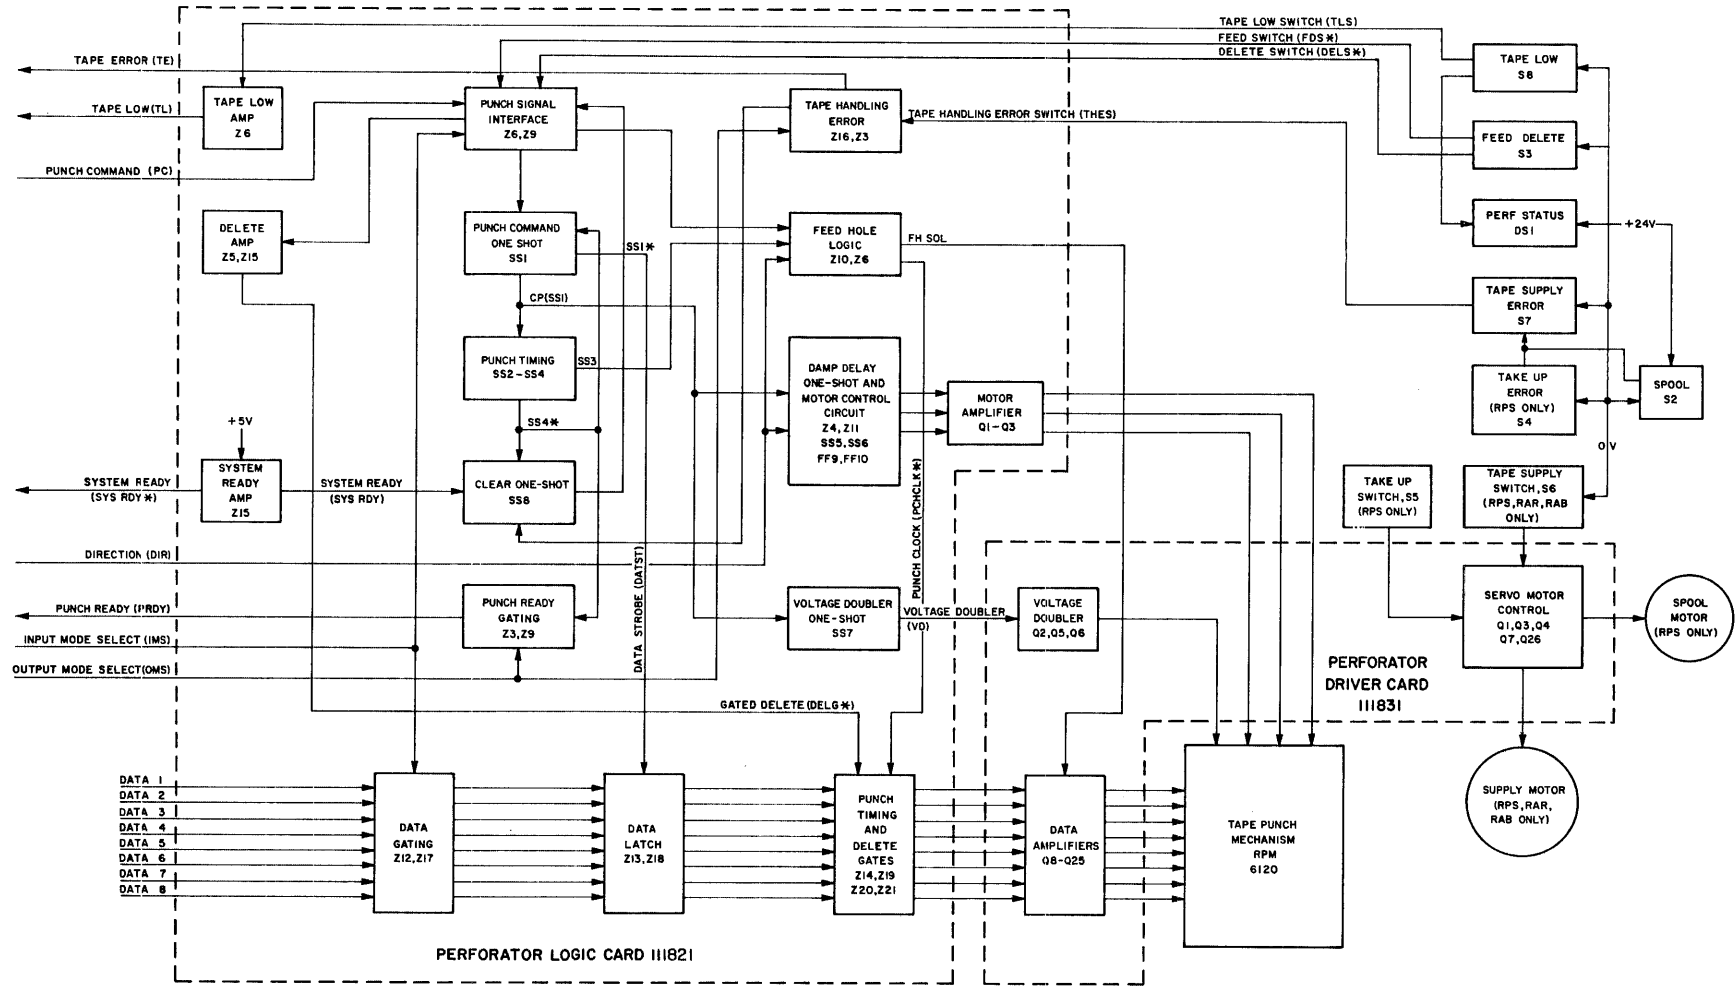 TAPE LOW SWITCH (TLS)
FEED SWITCH (FDS*)
DELETE SWITCH (DELS*)
TAPE ERROR (TE)
TAPE LOW(TL)
PUNCH COMMAND (PC)
TAPE LOW
AMP
Z6
PUNCH SIGNAL
INTERFACE
Z6,Z9
TAPE HANDLING
ERROR
Z16,Z3
TAPE HANDLING ERROR SWITCH (THES)
TAPE LOW
S8
FEED DELETE
S3
PERF STATUS
DS1
+24V
DELETE
AMP
Z5,Z15
PUNCH COMMAND
ONE SHOT
SS1
SS1*
FEED HOLE
LOGIC
Z10,Z6
FH SOL
CP(SS1)
TAPE SUPPLY
ERROR
S7
PUNCH TIMING
SS2-SS4
SS3
DAMP DELAY
ONE-SHOT AND
MOTOR CONTROL
CIRCUIT
Z4,Z11
SS5,SS6
FF9,FF10
MOTOR
AMPLIFIER
Q1-Q3
TAKE UP
ERROR
(RPS ONLY)
S4
SPOOL
S2
SS4*
+5V
0V
SYSTEM READY
(SYS RDY*)
SYSTEM
READY
AMP
Z15
SYSTEM READY
(SYS RDY)
CLEAR ONE-SHOT
SS8
TAKE UP
SWITCH,S5
(RPS ONLY)
TAPE SUPPLY
SWITCH,S6
(RPS,RAR,RAB
ONLY)
PUNCH CLOCK (PCHCLK*)
DIRECTION (DIR)
DATA STROBE (DATST)
PUNCH READY (PRDY)
PUNCH READY
GATING
Z3,Z9
VOLTAGE DOUBLER
ONE-SHOT
SS7
VOLTAGE DOUBLER
(VD)
VOLTAGE
DOUBLER
Q2,Q5,Q6
SERVO MOTOR
CONTROL
Q1,Q3,Q4
Q7,Q26
SPOOL
MOTOR
(RPS ONLY)
INPUT MODE SELECT (IMS)
OUTPUT MODE SELECT(OMS)
PERFORATOR
DRIVER CARD
111831
GATED DELETE (DELG*)
DATA 1
DATA 2
DATA 3
DATA 4
DATA 5
DATA 6
DATA 7
DATA 8
DATA
GATING
Z12,Z17
DATA
LATCH
Z13,Z18
PUNCH
TIMING
AND
DELETE
GATES
Z14,Z19
Z20,Z21
DATA
AMPLIFIERS
Q8-Q25
TAPE PUNCH
MECHANISM
RPM
6120
SUPPLY MOTOR
(RPS,RAR,
RAB ONLY)
PERFORATOR LOGIC CARD 111821